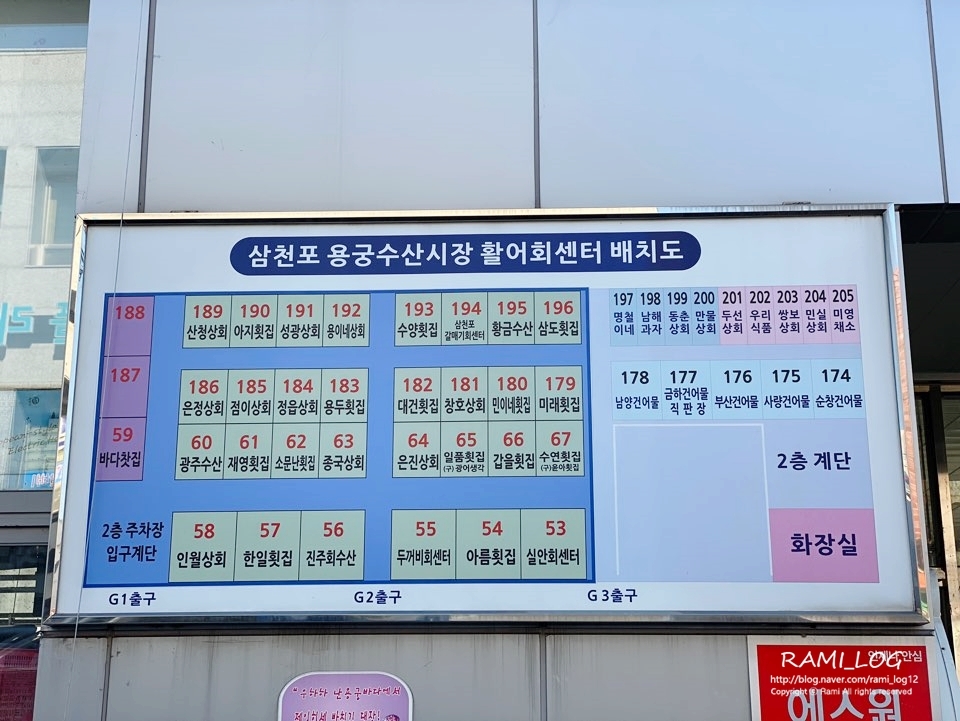 삼천포 용궁수산시장 활어회센터 배치도
188
189 190 191 192
산청상회 아지횟집 성광상회 용이네상회
193 194 195 196
수양횟집 삼천포 갈매기회센터 황금수산 삼도횟집
197 198 199 200 201 202 203 204 205
명철 남해 동춘 만물 두선 우리 쌍보 민실 미영
이네 과자 상회 상회 상회 식품 상회 상회 채소
187
186 185 184 183
은정상회 점이상회 정읍상회 용두횟집
182 181 180 179
대건횟집 창호상회 민이네횟집 미래횟집
178 177 176 175 174
남양건어물 금하건어물 직판장 부산건어물 사량건어물 순창건어물
59
바다찻집
60 61 62 63
광주수산 재영횟집 소문난횟집 종국상회
64 65 66 67
은진상회 일품횟집 갑을횟집 수연횟집
(구)광어생각 (구)윤아횟집
2층 계단
2층 주차장
입구계단
58 57 56
인월상회 한일횟집 진주회수산
55 54 53
두꺼비회센터 아름횟집 실안회센터
화장실
G1출구 G2출구 G3출구
언제나 안심
RAMI_LOG
http://blog.naver.com/rami_log12
Copyright ⓒ Rami All rights reserved
에스원